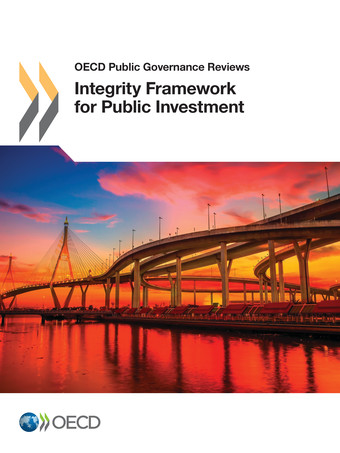 OECD Public Governance Reviews
Integrity Framework
for Public Investment
OECD